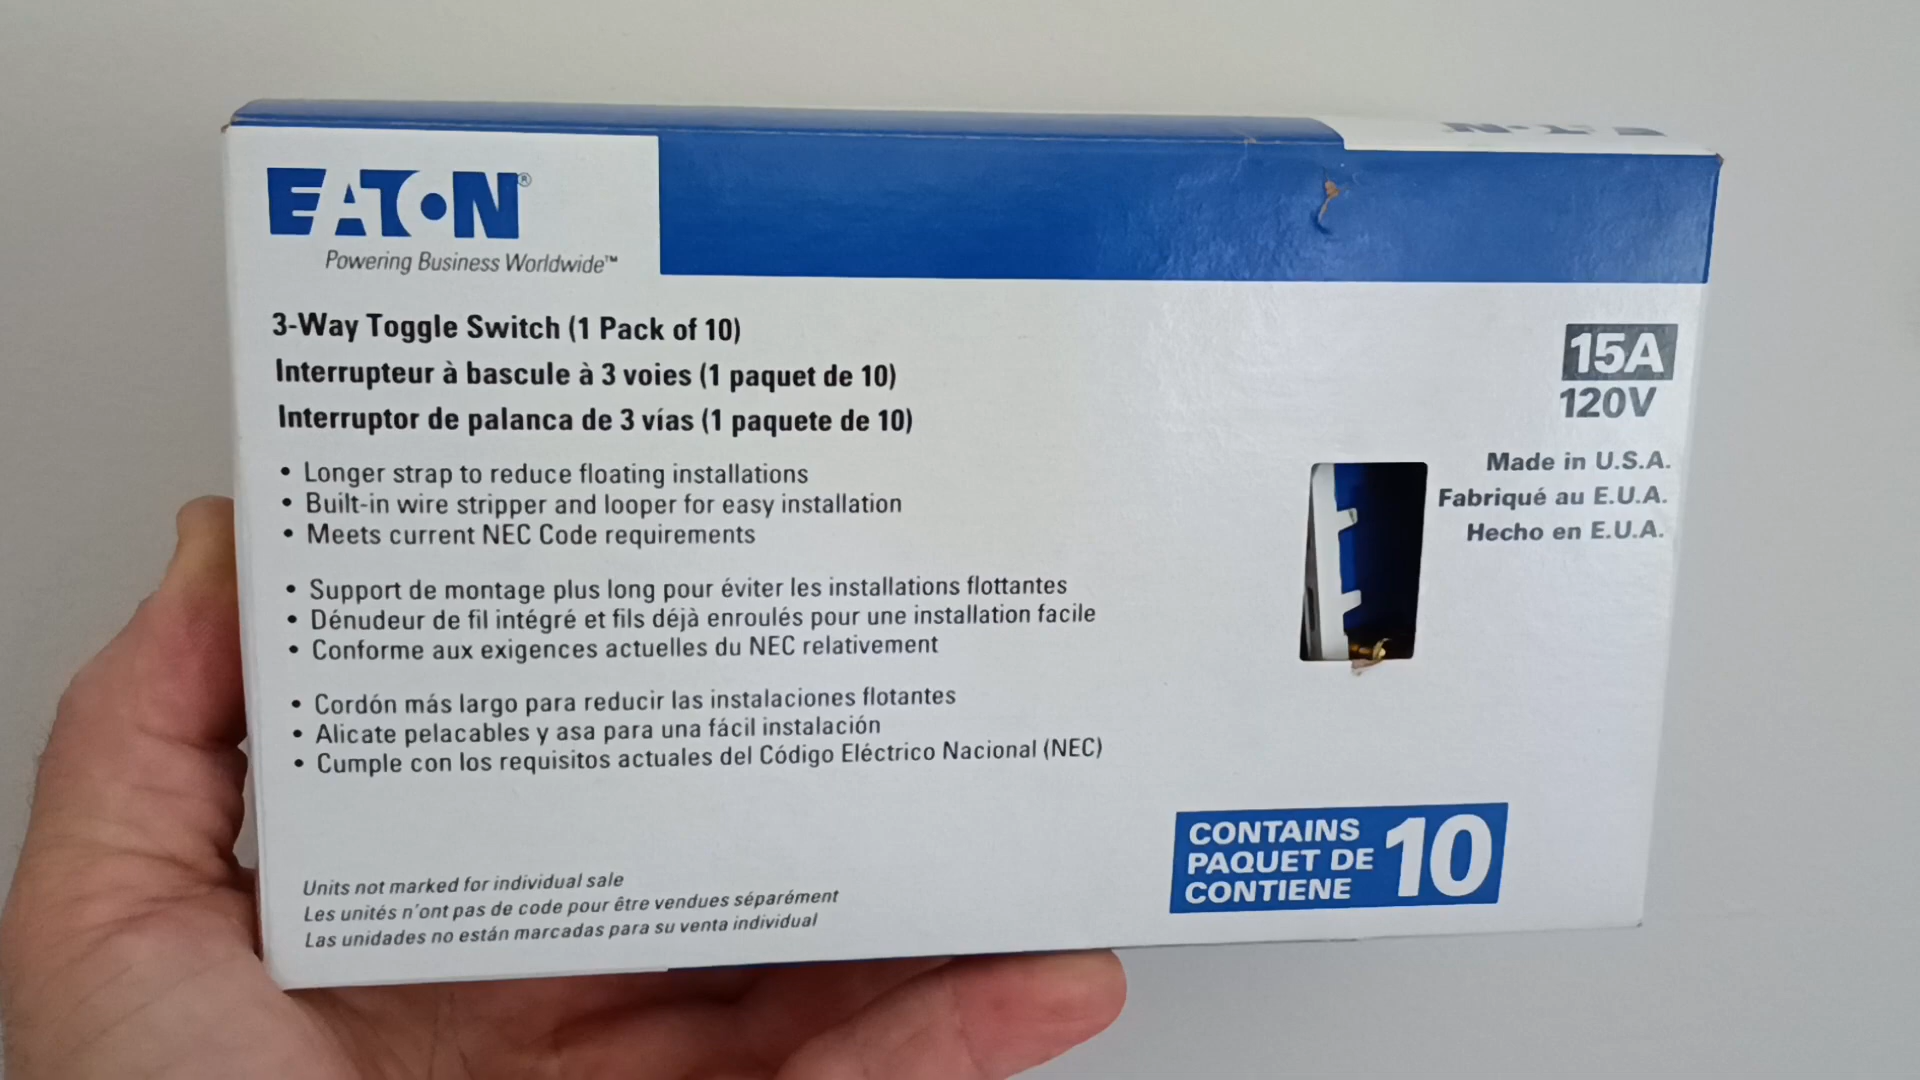 EATON®
Powering Business Worldwide™
3-Way Toggle Switch (1 Pack of 10)
Interrupteur à bascule à 3 voies (1 paquet de 10)
Interruptor de palanca de 3 vías (1 paquete de 10)
• Longer strap to reduce floating installations
• Built-in wire stripper and looper for easy installation
• Meets current NEC Code requirements
• Support de montage plus long pour éviter les installations flottantes
• Dénudeur de fil intégré et fils déjà enroulés pour une installation facile
• Conforme aux exigences actuelles du NEC relativement
• Cordón más largo para reducir las instalaciones flotantes
• Alicate pelacables y asa para una fácil instalación
• Cumple con los requisitos actuales del Código Eléctrico Nacional (NEC)
Units not marked for individual sale
Les unités n'ont pas de code pour être vendues séparément
Las unidades no están marcadas para su venta individual
EATON
15A
120V
Made in U.S.A.
Fabriqué au E.U.A.
Hecho en E.U.A.
CONTAINS
PAQUET DE
CONTIENE
10